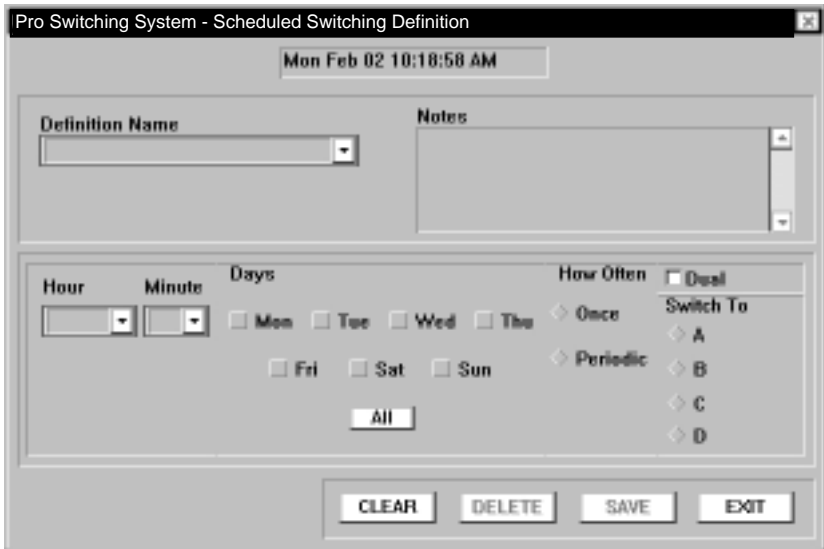 Pro Switching System - Scheduled Switching Definition
Mon Feb 02 10:18:58 AM
Definition Name
Notes
Hour
Minute
Days
How Often
Dual
Mon
Tue
Wed
Thu
Once
Switch To
A
Fri
Sat
Sun
Periodic
B
All
C
D
CLEAR
DELETE
SAVE
EXIT